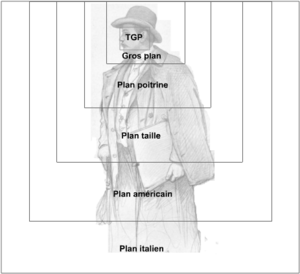 TGP
Gros plan
Plan poitrine
Plan taille
Plan américain
Plan italien